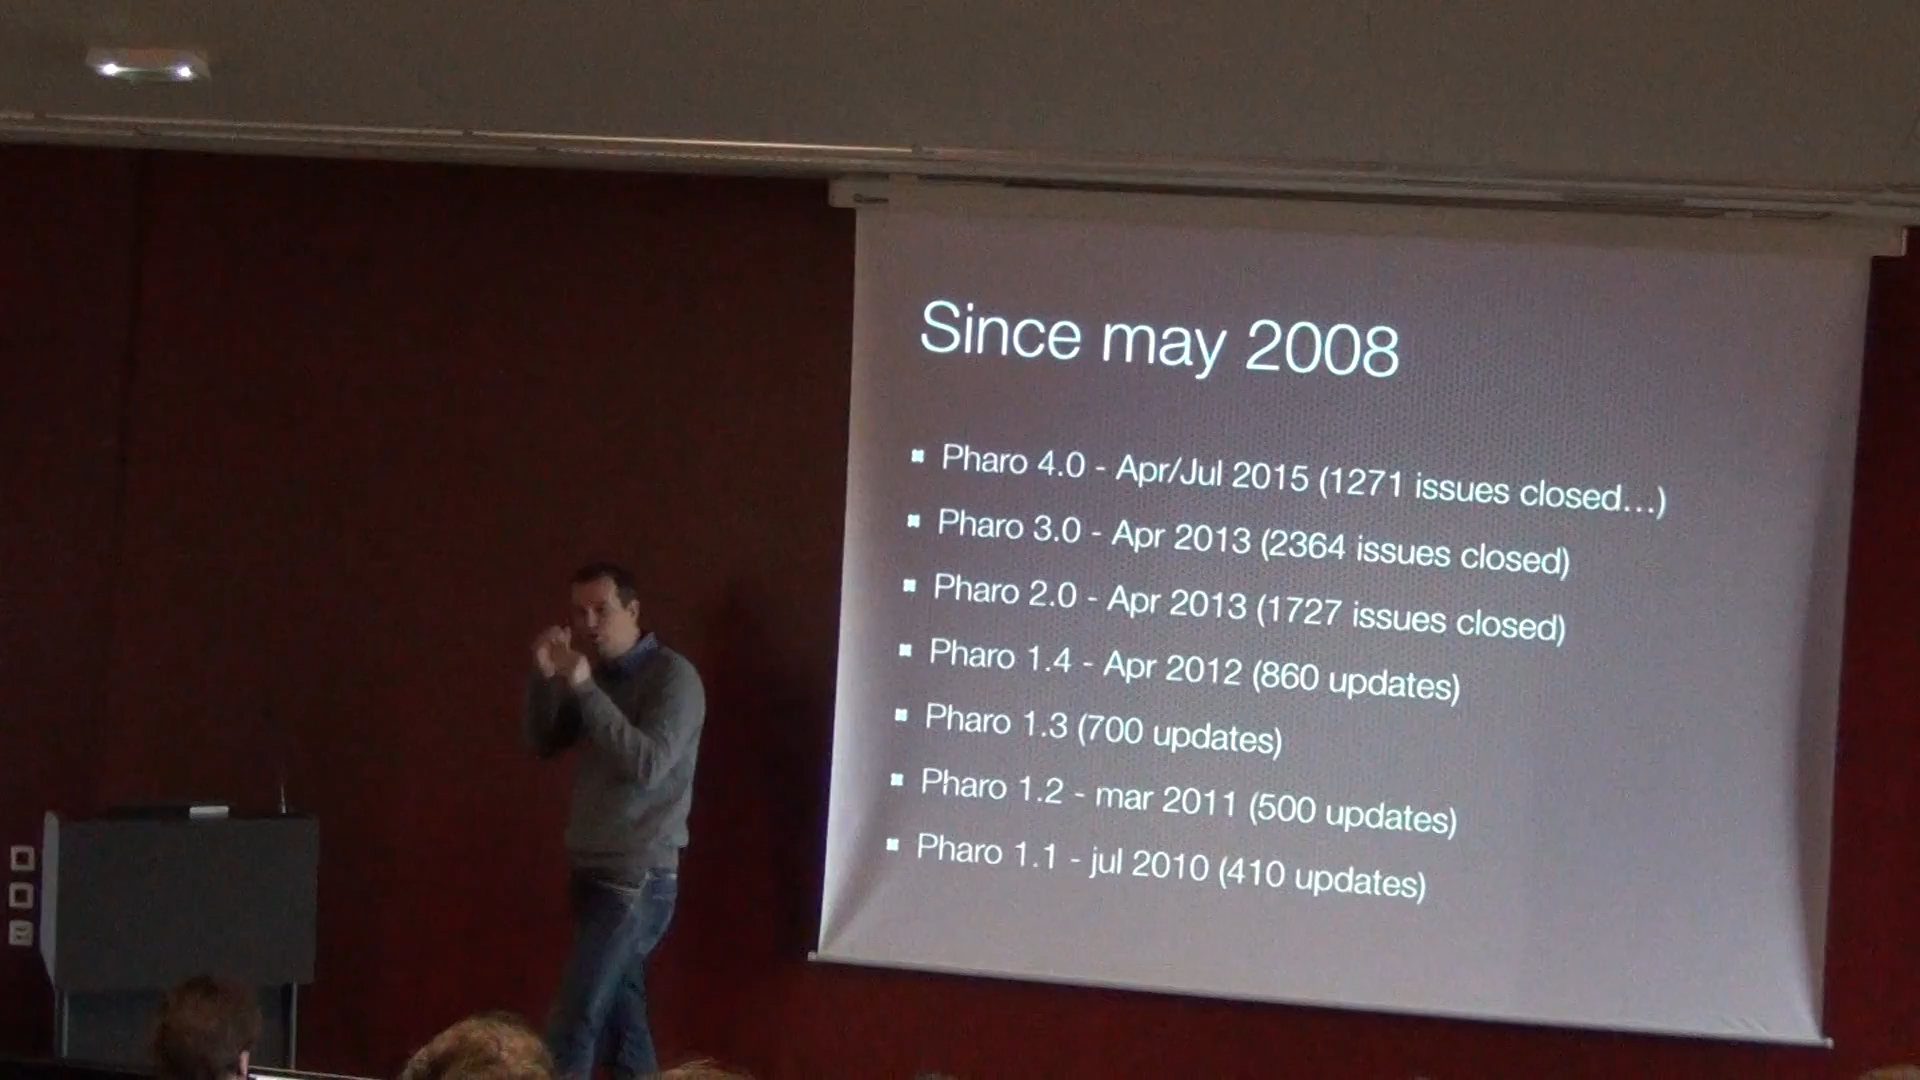 Since may 2008
Pharo 4.0 - Apr/Jul 2015 (1271 issues closed...)
Pharo 3.0 - Apr 2013 (2364 issues closed)
Pharo 2.0 - Apr 2013 (1727 issues closed)
Pharo 1.4 - Apr 2012 (860 updates)
Pharo 1.3 (700 updates)
Pharo 1.2 - mar 2011 (500 updates)
Pharo 1.1 - jul 2010 (410 updates)